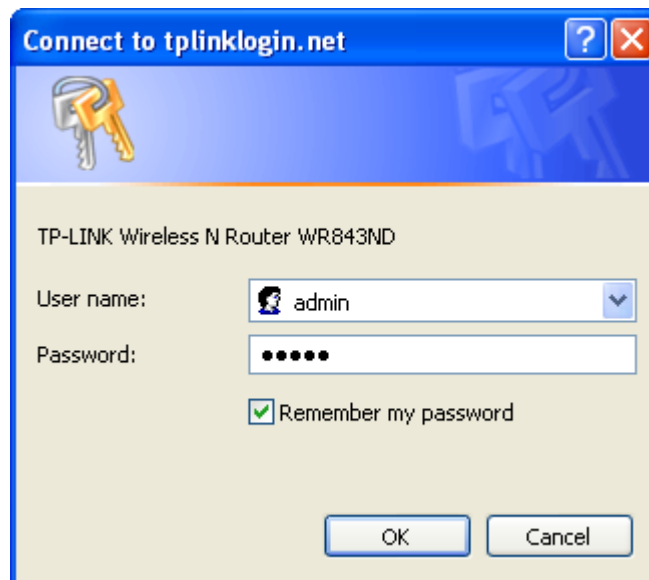 Connect to tplinklogin.net
TP-LINK Wireless N Router WR843ND
User name: admin
Password: •••••
Remember my password
OK Cancel